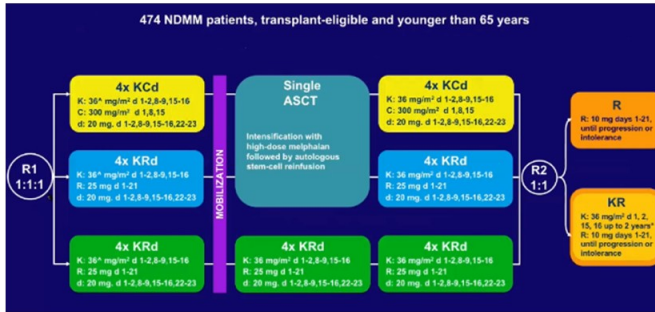 474 NDMM patients, transplant-eligible and younger than 65 years
R1
1:1:1
4x KCd
K: 36^ mg/m² d 1-2,8-9,15-16
C: 300 mg/m² d 1,8,15
d: 20 mg. d 1-2,8-9,15-16,22-23
4x KRd
K: 36^ mg/m² d 1-2,8-9,15-16
R: 25 mg d 1-21
d: 20 mg. d 1-2,8-9,15-16,22-23
4x KRd
K: 36^ mg/m² d 1-2,8-9,15-16
R: 25 mg d 1-21
d: 20 mg. d 1-2,8-9,15-16,22-23
MOBILIZATION
Single
ASCT
Intensification with
high-dose melphalan
followed by autologous
stem-cell reinfusion
4x KRd
K: 36 mg/m² d 1-2,8-9,15-16
R: 25 mg d 1-21
d: 20 mg. d 1-2,8-9,15-16,22-23
4x KCd
K: 36 mg/m² d 1-2,8-9,15-16
C: 300 mg/m² d 1,8,15
d: 20 mg. d 1-2,8-9,15-16,22-23
4x KRd
K: 36 mg/m² d 1-2,8-9,15-16
R: 25 mg d 1-21
d: 20 mg. d 1-2,8-9,15-16,22-23
4x KRd
K: 36 mg/m² d 1-2,8-9,15-16
R: 25 mg d 1-21
d: 20 mg. d 1-2,8-9,15-16,22-23
R2
1:1
R
R: 10 mg days 1-21,
until progression or
intolerance
KR
K: 36 mg/m² d 1, 2,
15, 16 up to 2 years*
R: 10 mg days 1-21,
until progression or
intolerance